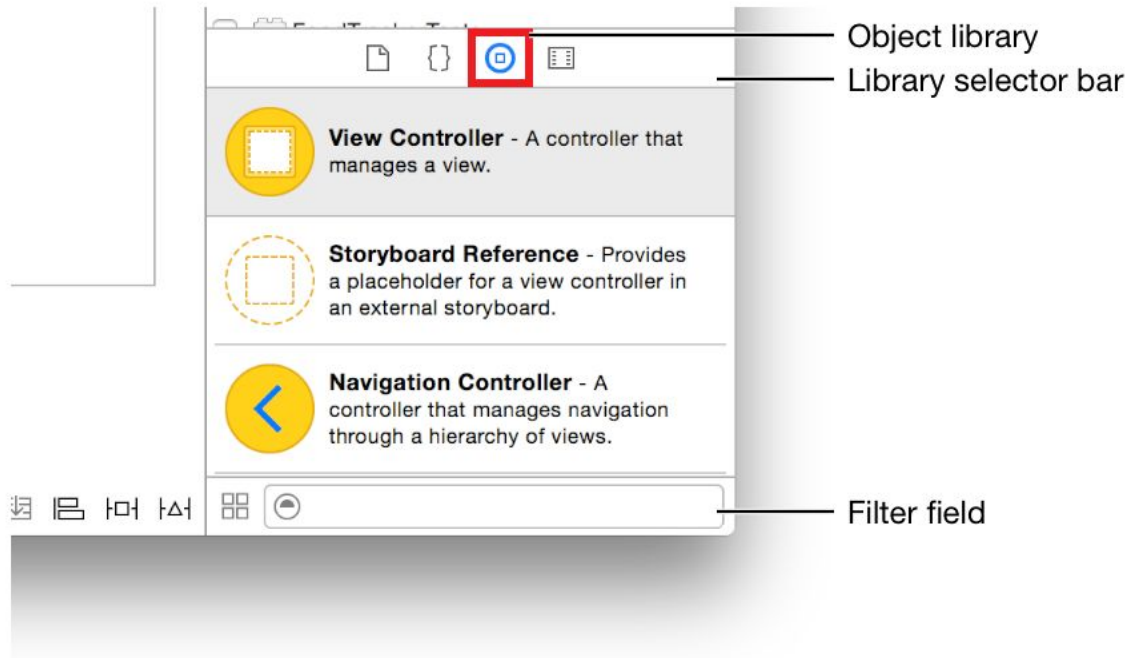 Object library
Library selector bar
View Controller - A controller that
manages a view.
Storyboard Reference - Provides
a placeholder for a view controller in
an external storyboard.
Navigation Controller - A
controller that manages navigation
through a hierarchy of views.
Filter field